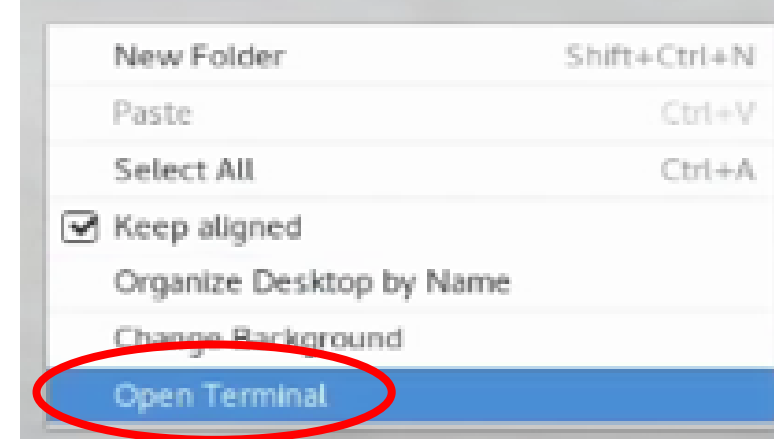 New Folder Shift+Ctrl+N
Paste Ctrl+V
Select All Ctrl+A
Keep aligned
Organize Desktop by Name
Change Background
Open Terminal